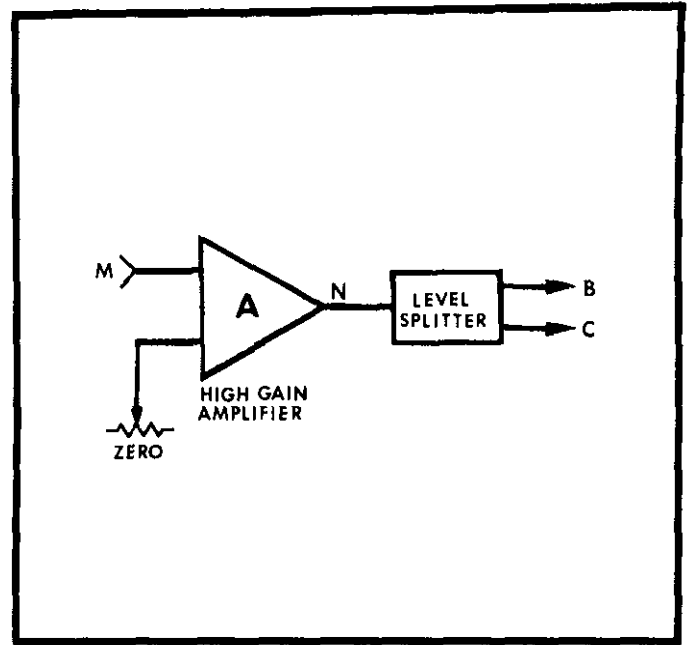 M
A
N
LEVEL
SPLITTER
B
C
HIGH GAIN
AMPLIFIER
ZERO